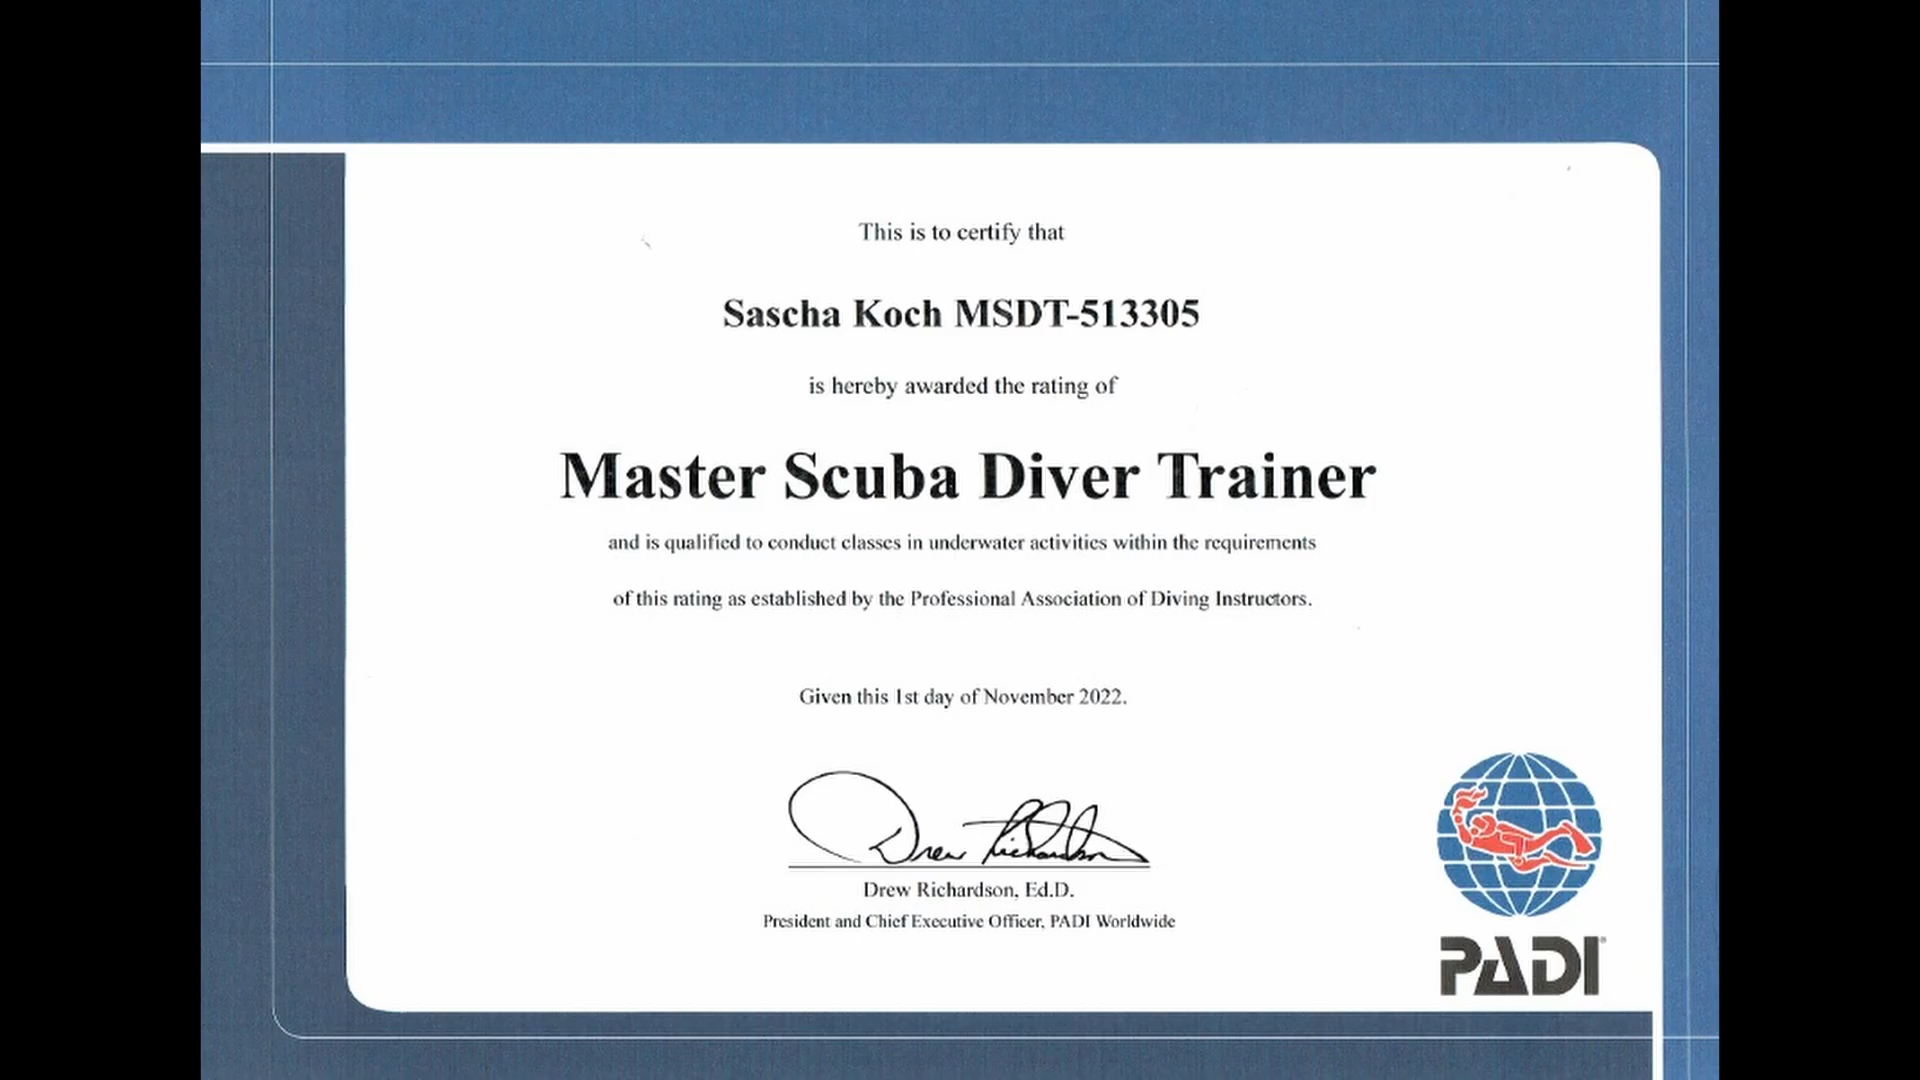 This is to certify that
Sascha Koch MSDT-513305
is hereby awarded the rating of
Master Scuba Diver Trainer
and is qualified to conduct classes in underwater activities within the requirements
of this rating as established by the Professional Association of Diving Instructors.
Given this 1st day of November 2022.
Drew Richardson
Drew Richardson, Ed.D.
President and Chief Executive Officer, PADI Worldwide
PADI®